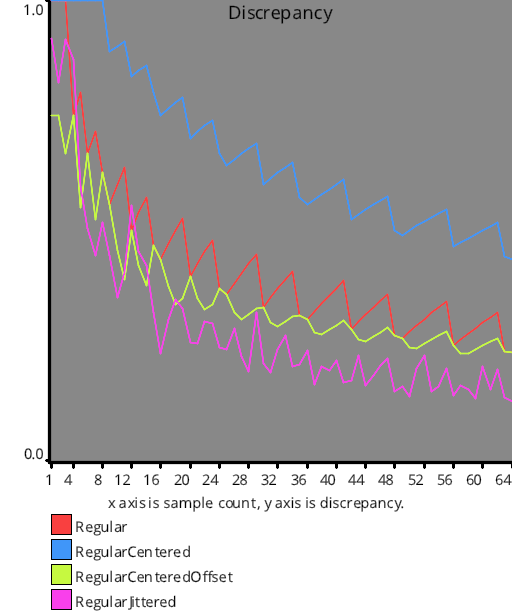 Discrepancy
1.0
0.0
1 4 8 12 16 20 24 28 32 36 40 44 48 52 56 60 64
x axis is sample count, y axis is discrepancy.
Regular
RegularCentered
RegularCenteredOffset
RegularJittered